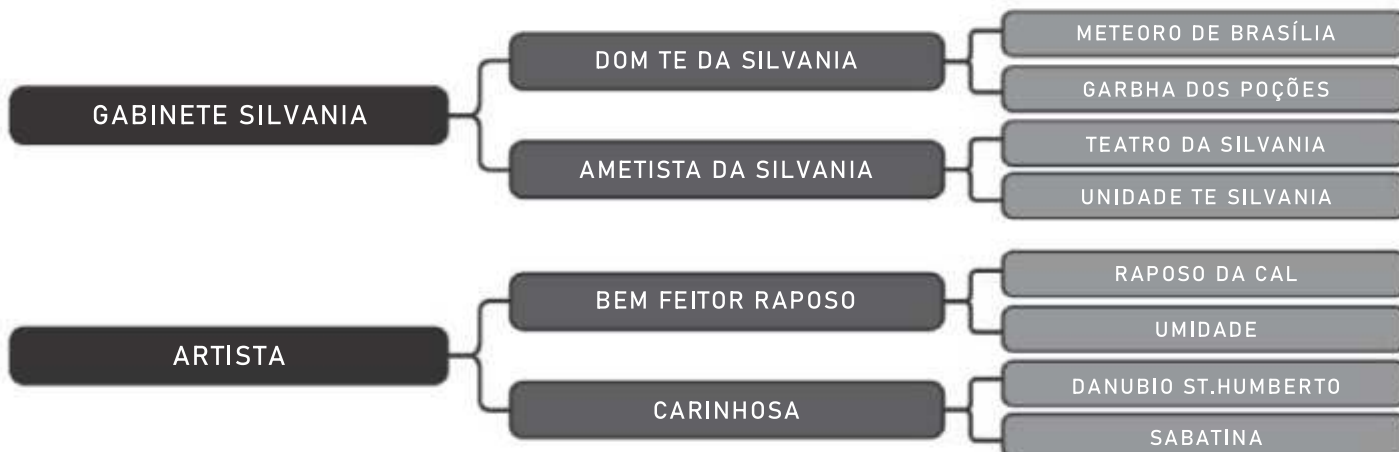 GABINETE SILVANIA
DOM TE DA SILVANIA
METEORO DE BRASÍLIA
GARBHA DOS POÇÕES
AMETISTA DA SILVANIA
TEATRO DA SILVANIA
UNIDADE TE SILVANIA
ARTISTA
BEM FEITOR RAPOSO
RAPOSO DA CAL
UMIDADE
CARINHOSA
DANUBIO ST.HUMBERTO
SABATINA